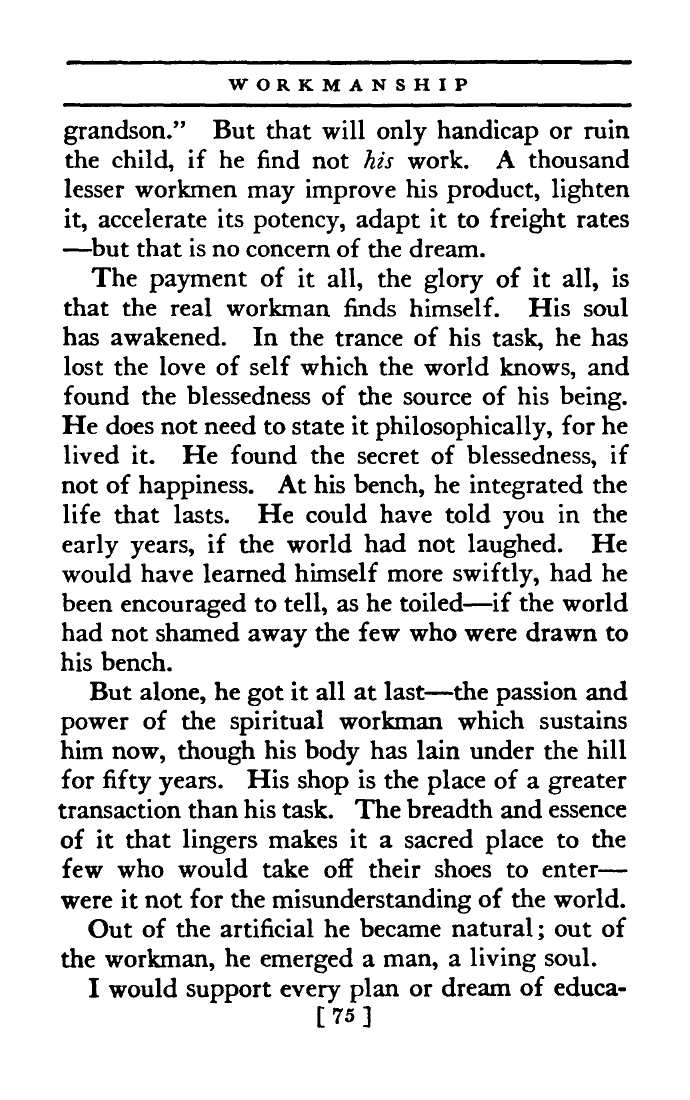 WORKMANSHIP
grandson.” But that will only handicap or ruin
the child, if he find not his work. A thousand
lesser workmen may improve his product, lighten
it, accelerate its potency, adapt it to freight rates
—but that is no concern of the dream.
The payment of it all, the glory of it all, is
that the real workman finds himself. His soul
has awakened. In the trance of his task, he has
lost the love of self which the world knows, and
found the blessedness of the source of his being.
He does not need to state it philosophically, for he
lived it. He found the secret of blessedness, if
not of happiness. At his bench, he integrated the
life that lasts. He could have told you in the
early years, if the world had not laughed. He
would have learned himself more swiftly, had he
been encouraged to tell, as he toiled—if the world
had not shamed away the few who were drawn to
his bench.
But alone, he got it all at last—the passion and
power of the spiritual workman which sustains
him now, though his body has lain under the hill
for fifty years. His shop is the place of a greater
transaction than his task. The breadth and essence
of it that lingers makes it a sacred place to the
few who would take off their shoes to enter—
were it not for the misunderstanding of the world.
Out of the artificial he became natural; out of
the workman, he emerged a man, a living soul.
I would support every plan or dream of educa-
[ 75 ]